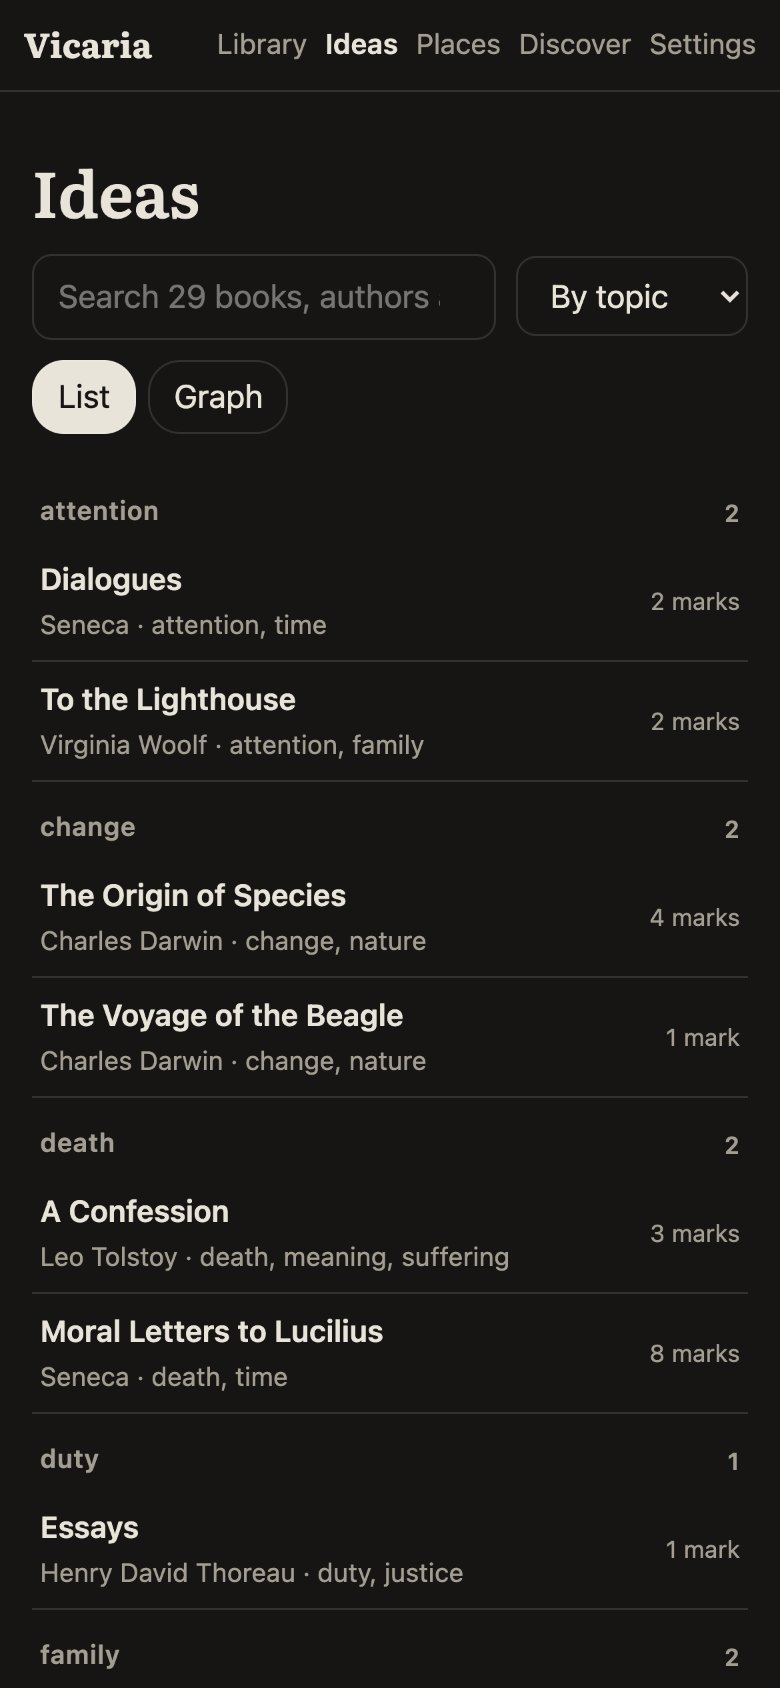 Vicaria Library Ideas Places Discover Settings
Ideas
Search 29 books, authors By topic
List Graph
attention 2
Dialogues
2 marks
Seneca · attention, time
To the Lighthouse
2 marks
Virginia Woolf · attention, family
change 2
The Origin of Species
4 marks
Charles Darwin · change, nature
The Voyage of the Beagle
1 mark
Charles Darwin · change, nature
death 2
A Confession
3 marks
Leo Tolstoy · death, meaning, suffering
Moral Letters to Lucilius
8 marks
Seneca · death, time
duty 1
Essays
1 mark
Henry David Thoreau · duty, justice
family 2